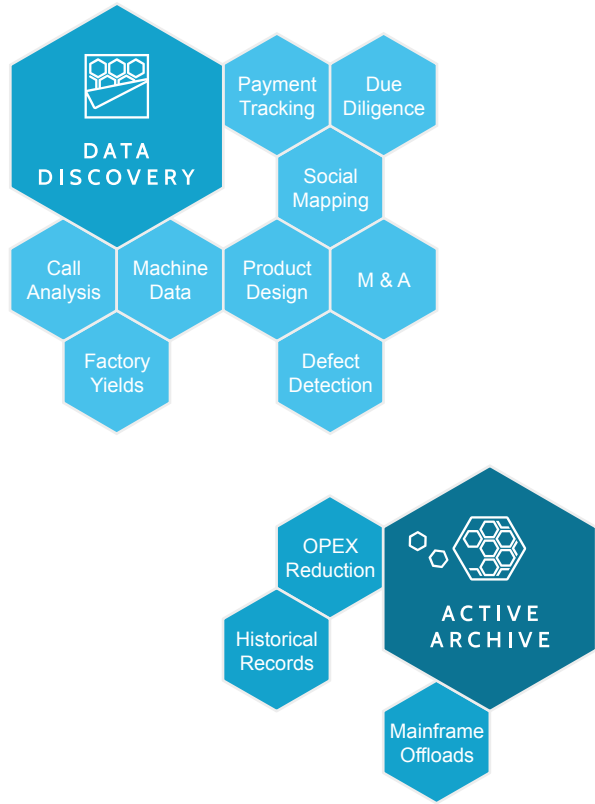 DATA
DISCOVERY
Payment
Tracking
Due
Diligence
Social
Mapping
Call
Analysis
Machine
Data
Product
Design
M & A
Factory
Yields
Defect
Detection
OPEX
Reduction
ACTIVE
ARCHIVE
Historical
Records
Mainframe
Offloads